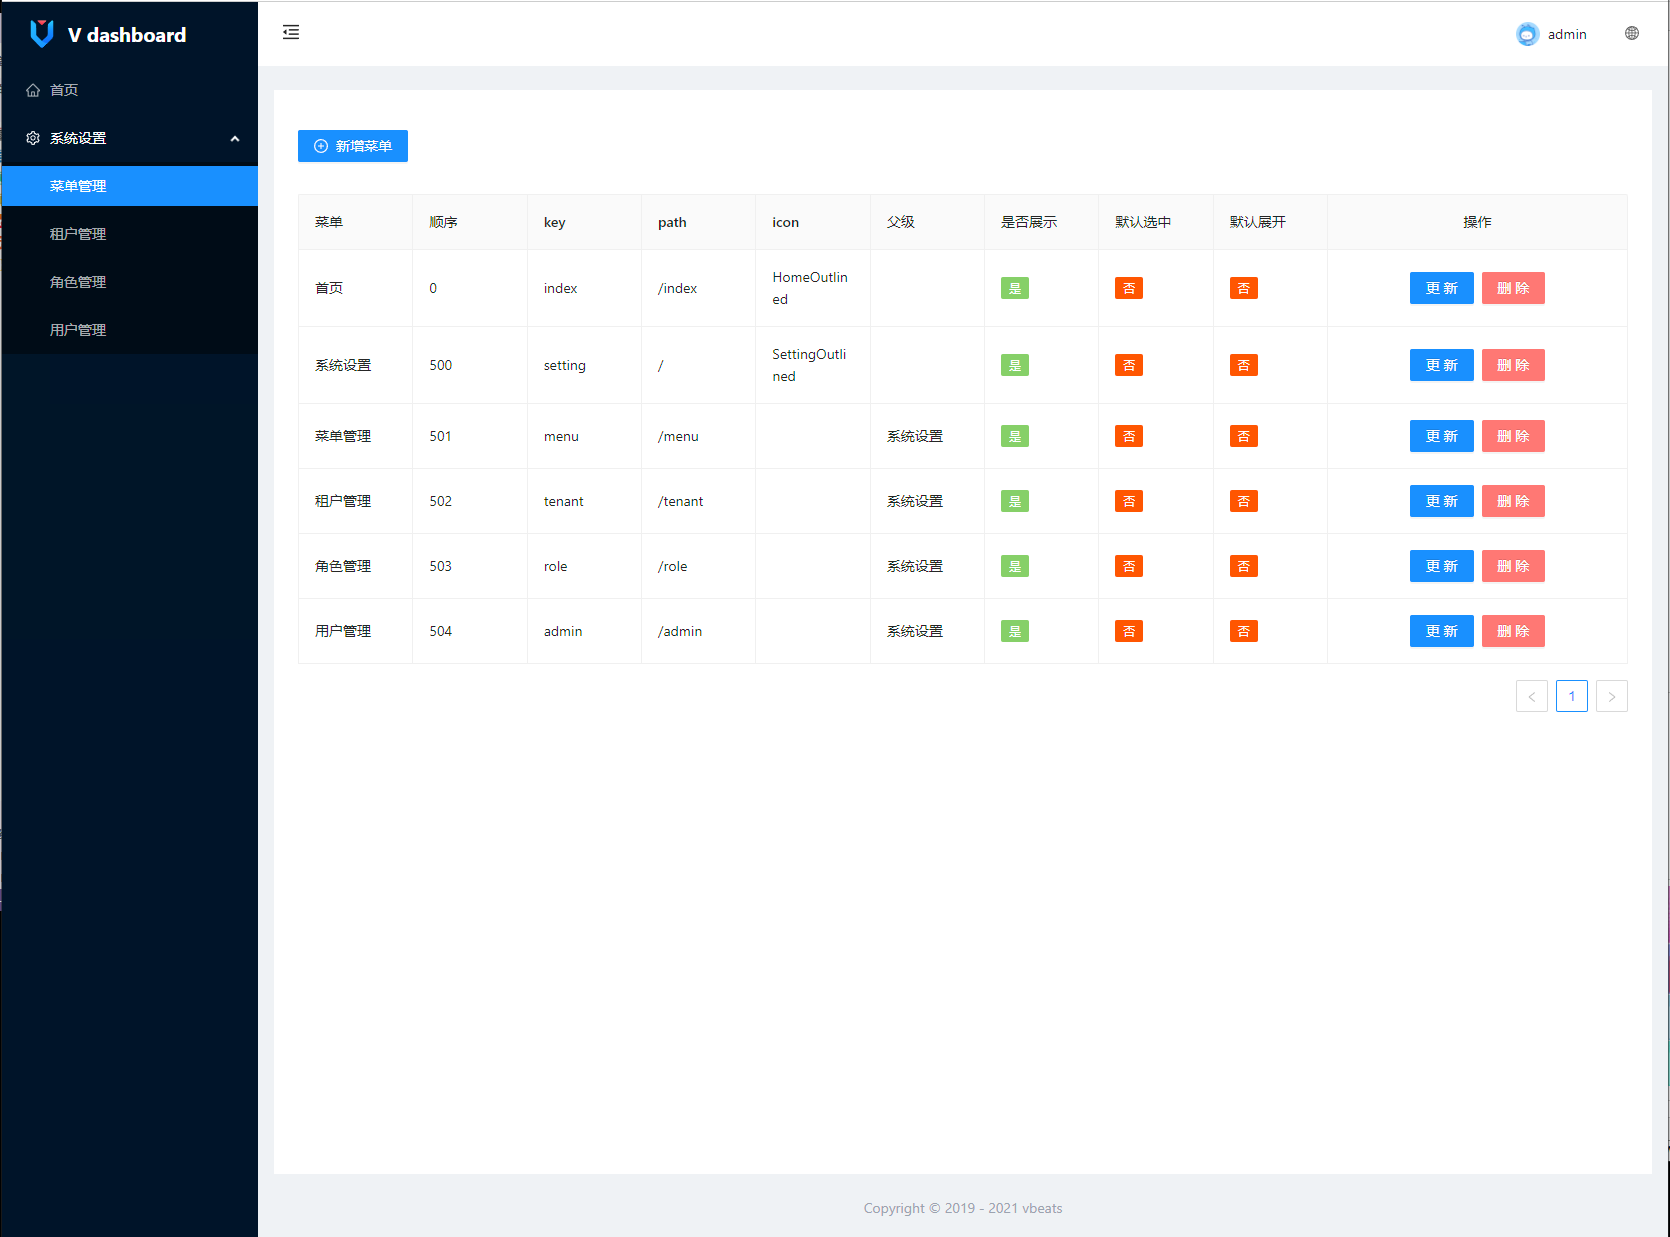 V dashboard
admin
首页
系统设置
菜单管理
租户管理
角色管理
用户管理
新增菜单
菜单 顺序 key path icon 父级 是否展示 默认选中 默认展开 操作
首页 0 index /index HomeOutlin
ed 是 否 否 更 新 删 除
系统设置 500 setting / SettingOutli
ned 是 否 否 更 新 删 除
菜单管理 501 menu /menu 系统设置 是 否 否 更 新 删 除
租户管理 502 tenant /tenant 系统设置 是 否 否 更 新 删 除
角色管理 503 role /role 系统设置 是 否 否 更 新 删 除
用户管理 504 admin /admin 系统设置 是 否 否 更 新 删 除
< 1 >
Copyright © 2019 - 2021 vbeats